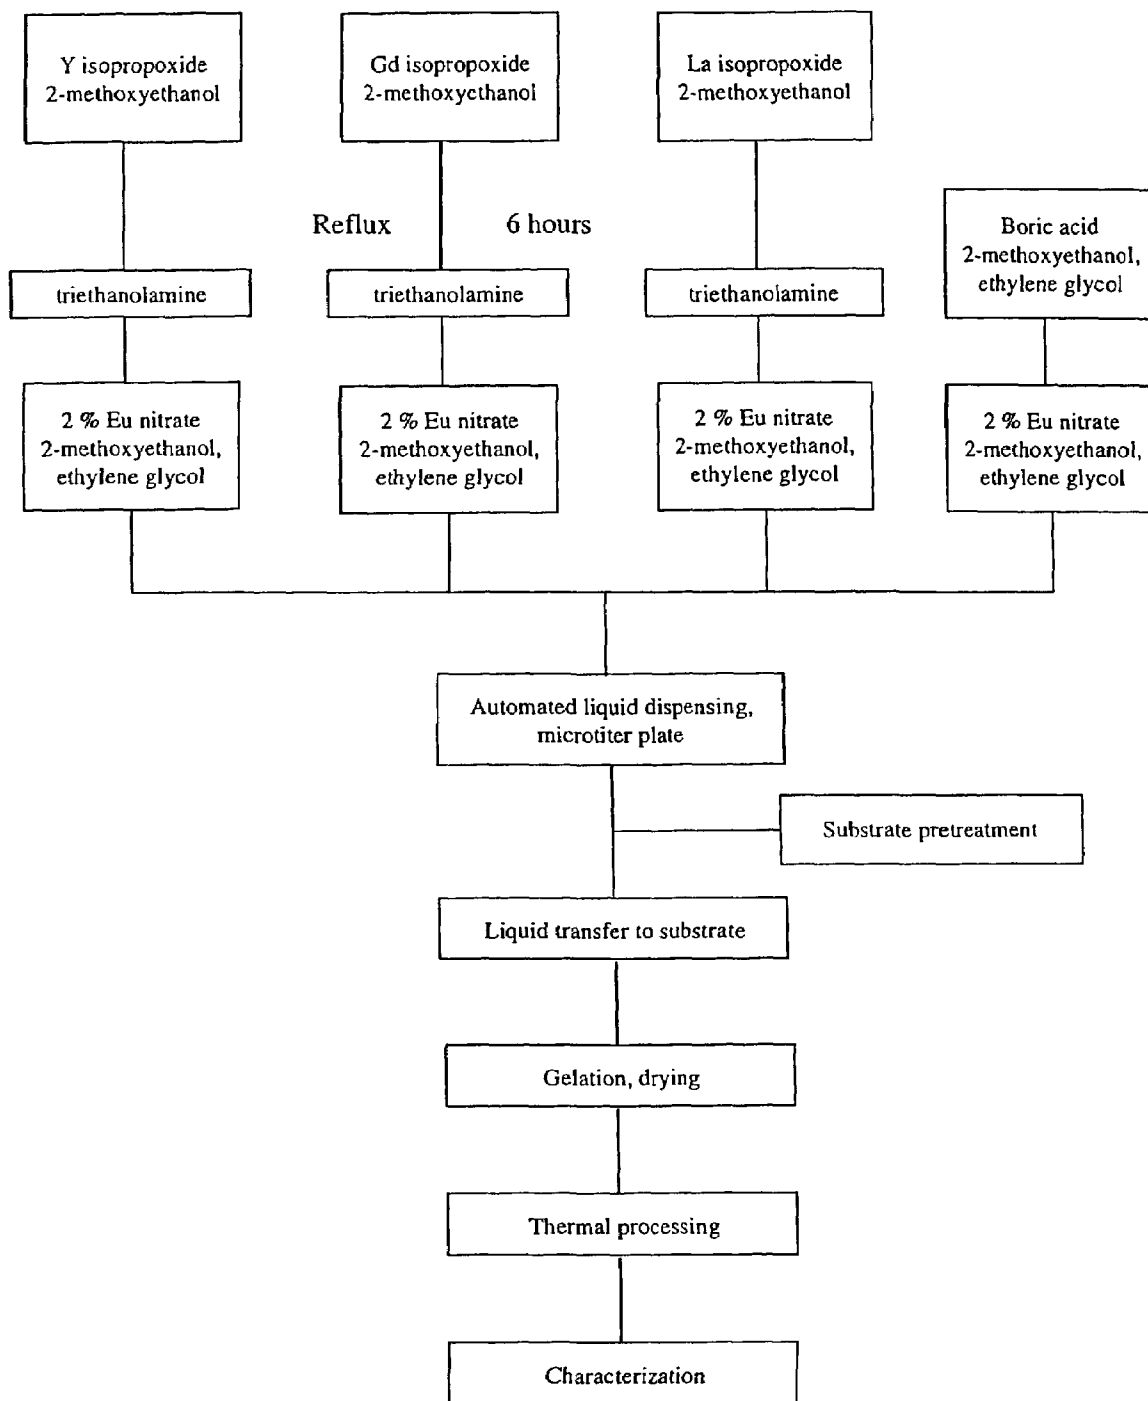 Y isopropoxide
2-methoxyethanol
Gd isopropoxide
2-methoxyethanol
La isopropoxide
2-methoxyethanol
Reflux 6 hours
Boric acid
2-methoxyethanol,
ethylene glycol
triethanolamine
triethanolamine
triethanolamine
2 % Eu nitrate
2-methoxyethanol,
ethylene glycol
2 % Eu nitrate
2-methoxyethanol,
ethylene glycol
2 % Eu nitrate
2-methoxyethanol,
ethylene glycol
2 % Eu nitrate
2-methoxyethanol,
ethylene glycol
Automated liquid dispensing,
microtiter plate
Substrate pretreatment
Liquid transfer to substrate
Gelation, drying
Thermal processing
Characterization